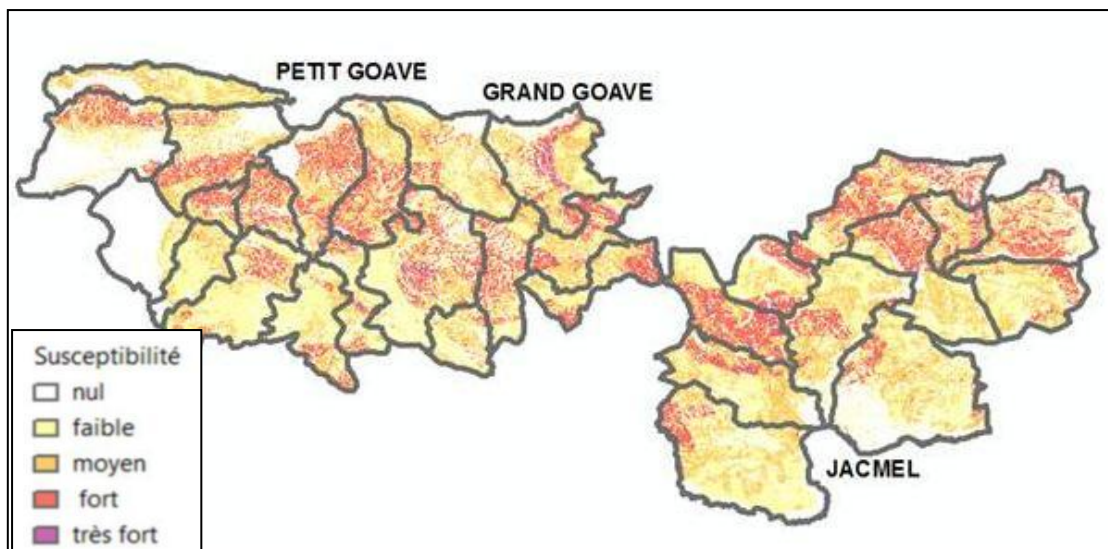 PETIT GOAVE
GRAND GOAVE
JACMEL
Susceptibilité
nul
faible
moyen
fort
très fort